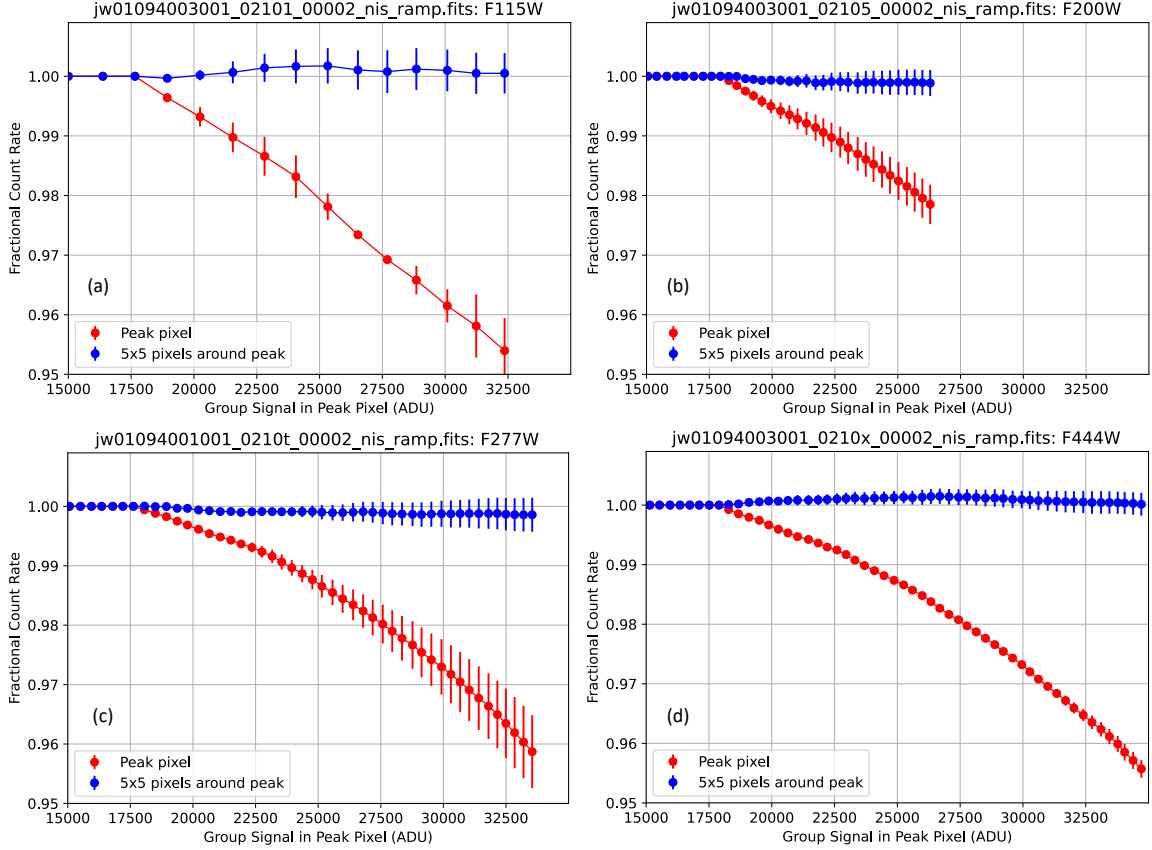 jw01094003001_02101_00002_nis_ramp.fits: F115W
Fractional Count Rate
1.00
0.99
0.98
0.97
0.96
0.95
(a)
Peak pixel
5x5 pixels around peak
15000 17500 20000 22500 25000 27500 30000 32500
Group Signal in Peak Pixel (ADU)
jw01094003001_02105_00002_nis_ramp.fits: F200W
Fractional Count Rate
1.00
0.99
0.98
0.97
0.96
0.95
(b)
Peak pixel
5x5 pixels around peak
15000 17500 20000 22500 25000 27500 30000 32500
Group Signal in Peak Pixel (ADU)
jw01094001001_0210t_00002_nis_ramp.fits: F277W
Fractional Count Rate
1.00
0.99
0.98
0.97
0.96
0.95
(c)
Peak pixel
5x5 pixels around peak
15000 17500 20000 22500 25000 27500 30000 32500
Group Signal in Peak Pixel (ADU)
jw01094003001_0210x_00002_nis_ramp.fits: F444W
Fractional Count Rate
1.00
0.99
0.98
0.97
0.96
0.95
(d)
Peak pixel
5x5 pixels around peak
15000 17500 20000 22500 25000 27500 30000 32500
Group Signal in Peak Pixel (ADU)